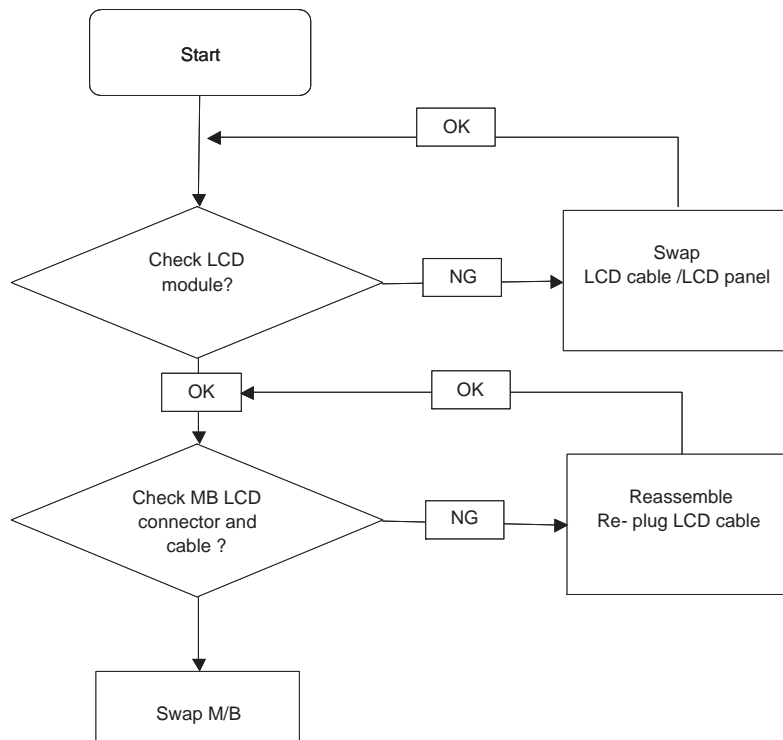 Start
OK
Check LCD
module?
NG
Swap
LCD cable /LCD panel
OK
OK
Check MB LCD
connector and
cable ?
NG
Reassemble
Re- plug LCD cable
Swap M/B